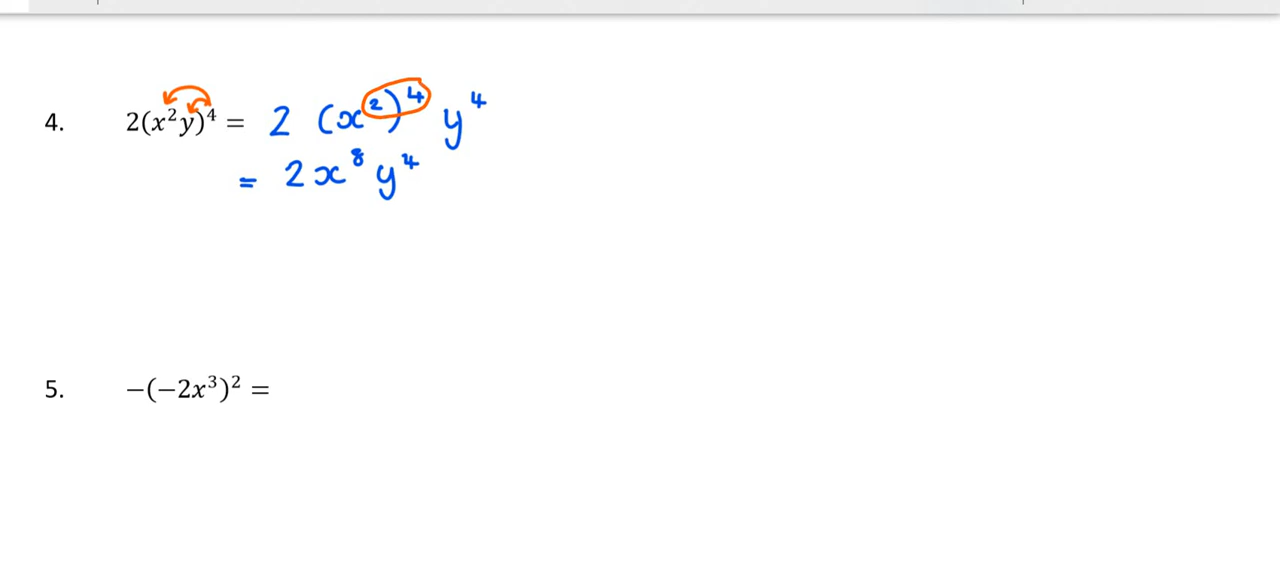 4. 2(x²y)⁴ = 2 (x²)⁴ y⁴
= 2x⁸y⁴
5. −(−2x³)² =